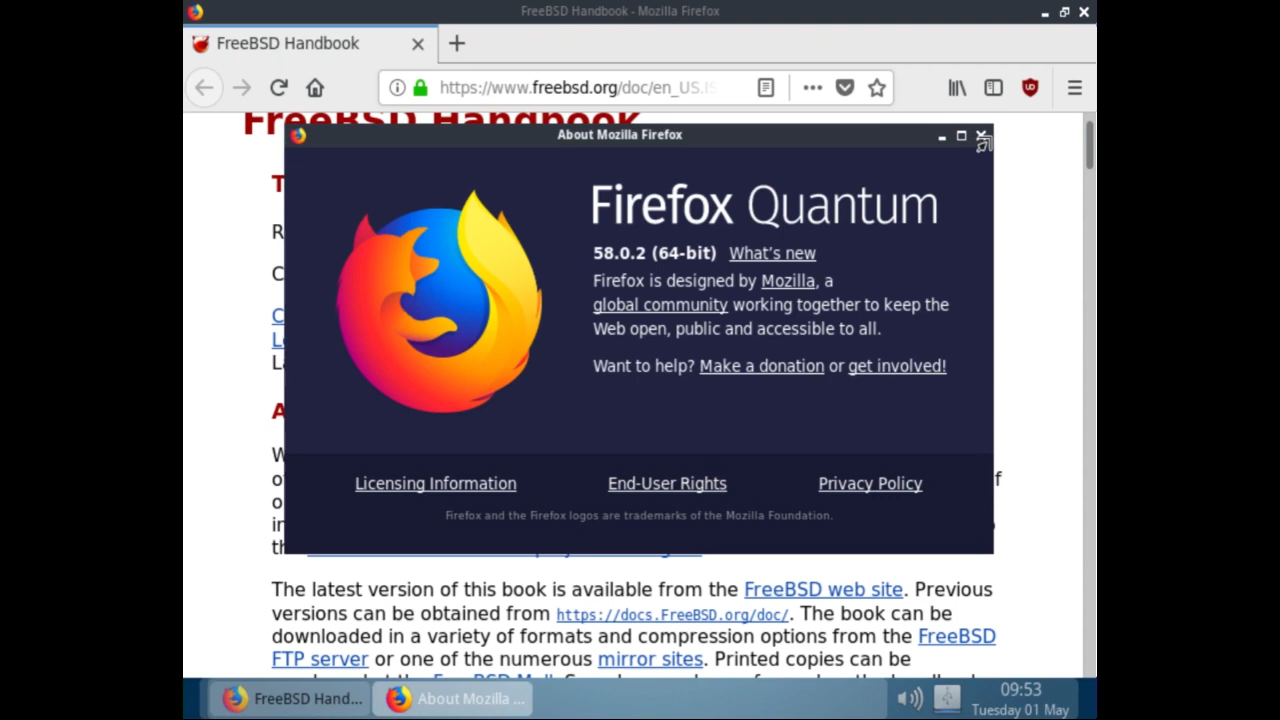 FreeBSD Handbook - Mozilla Firefox
FreeBSD Handbook
https://www.freebsd.org/doc/en_US.IS
FreeBSD Handbook
About Mozilla Firefox
Firefox Quantum
58.0.2 (64-bit) What's new
Firefox is designed by Mozilla, a
global community working together to keep the
Web open, public and accessible to all.
Want to help? Make a donation or get involved!
Licensing Information End-User Rights Privacy Policy
Firefox and the Firefox logos are trademarks of the Mozilla Foundation.
The latest version of this book is available from the FreeBSD web site. Previous
versions can be obtained from https://docs.FreeBSD.org/doc/. The book can be
downloaded in a variety of formats and compression options from the FreeBSD
FTP server or one of the numerous mirror sites. Printed copies can be
FreeBSD Hand... About Mozilla ... 09:53
Tuesday 01 May